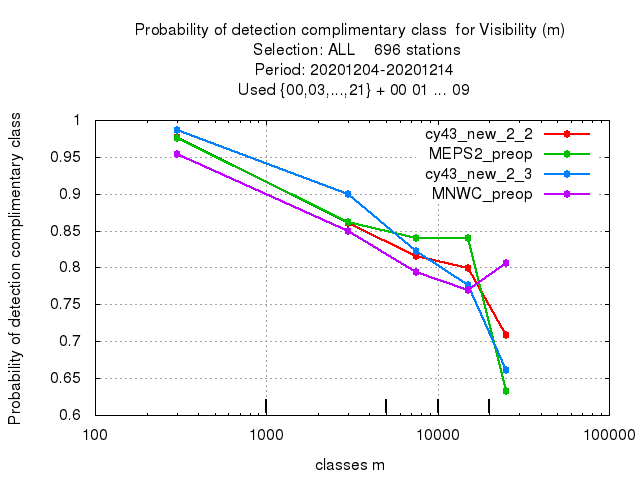 Probability of detection complimentary class  for Visibility (m)
Selection: ALL    696 stations
Period: 20201204-20201214
Used {00,03,...,21} + 00 01 ... 09
Probability of detection complimentary class
1
0.95
0.9
0.85
0.8
0.75
0.7
0.65
0.6
cy43_new_2_2
MEPS2_preop
cy43_new_2_3
MNWC_preop
100 1000 10000 100000
classes m